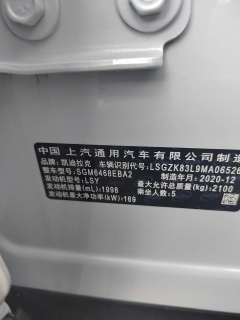 中国 上汽通用汽车有限公司制造
品牌：凯迪拉克 车辆识别代号：LSGZK83L9MA06526
整车型号：SGM6468EBA2 制造年月：2020-12
发动机型号：LSY 最大允许总质量(kg)：2100
发动机排量(mL)：1998 乘坐人数：5
发动机最大净功率(kW)：169